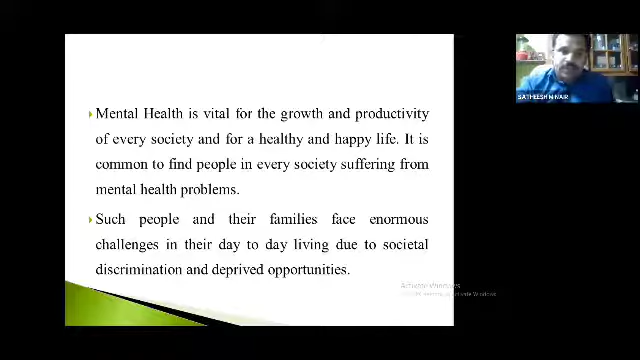 Mental Health is vital for the growth and productivity
of every society and for a healthy and happy life. It is
common to find people in every society suffering from
mental health problems.
Such people and their families face enormous
challenges in their day to day living due to societal
discrimination and deprived opportunities.
SATHEESH M NAIR
Activate Windows
Windows